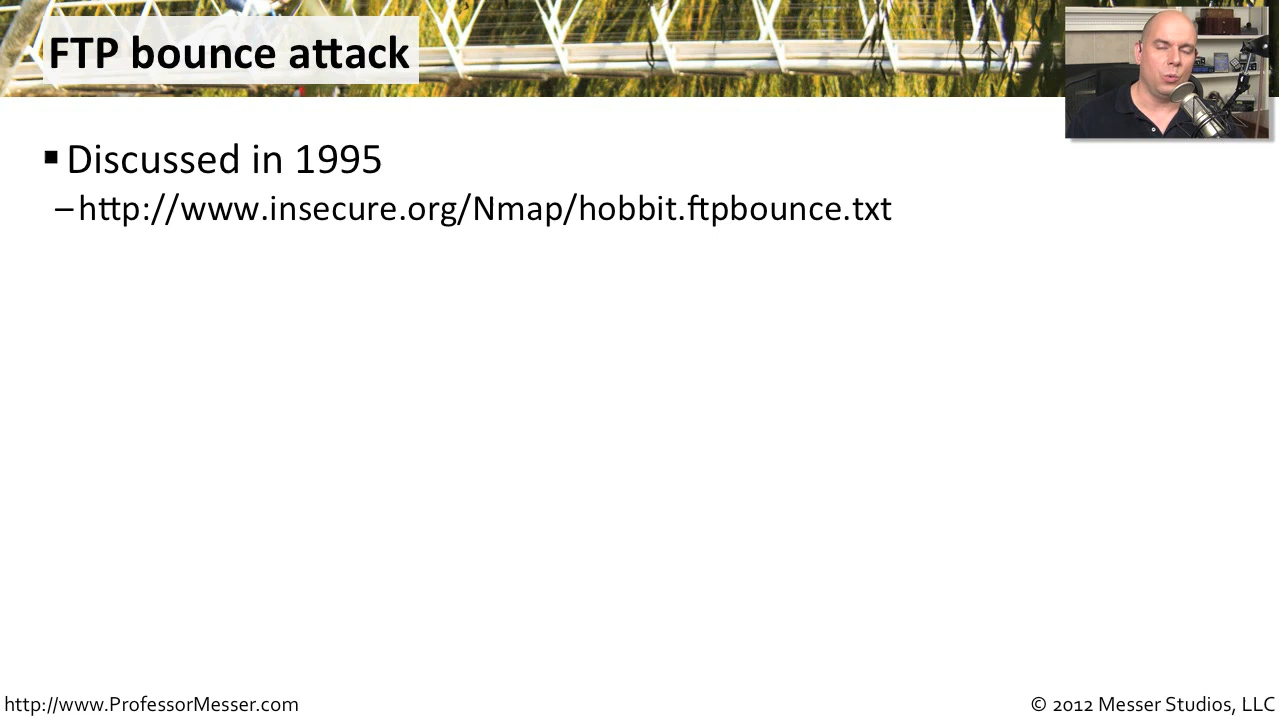 FTP bounce attack
▪ Discussed in 1995
–http://www.insecure.org/Nmap/hobbit.ftpbounce.txt
http://www.ProfessorMesser.com
© 2012 Messer Studios, LLC